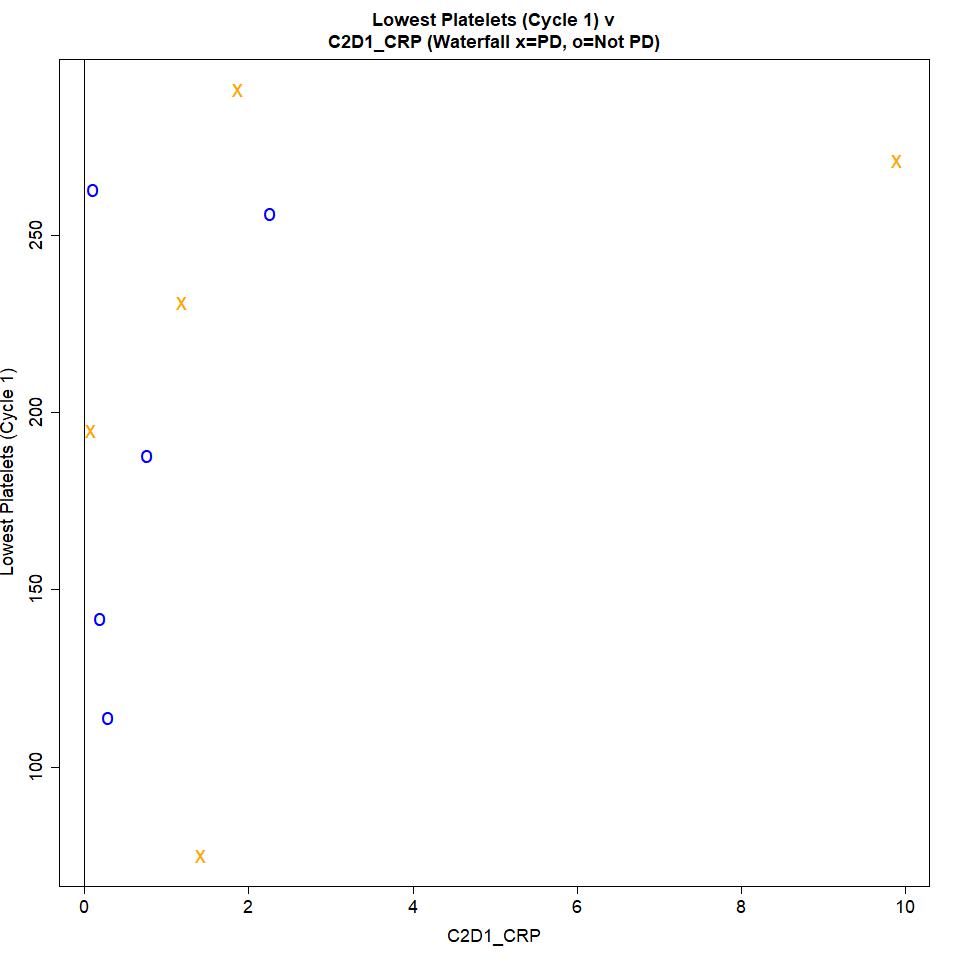 Lowest Platelets (Cycle 1) v
C2D1_CRP (Waterfall x=PD, o=Not PD)
Lowest Platelets (Cycle 1)
250
200
150
100
X
X
O
O
X
X
O
O
O
X
0 2 4 6 8 10
C2D1_CRP